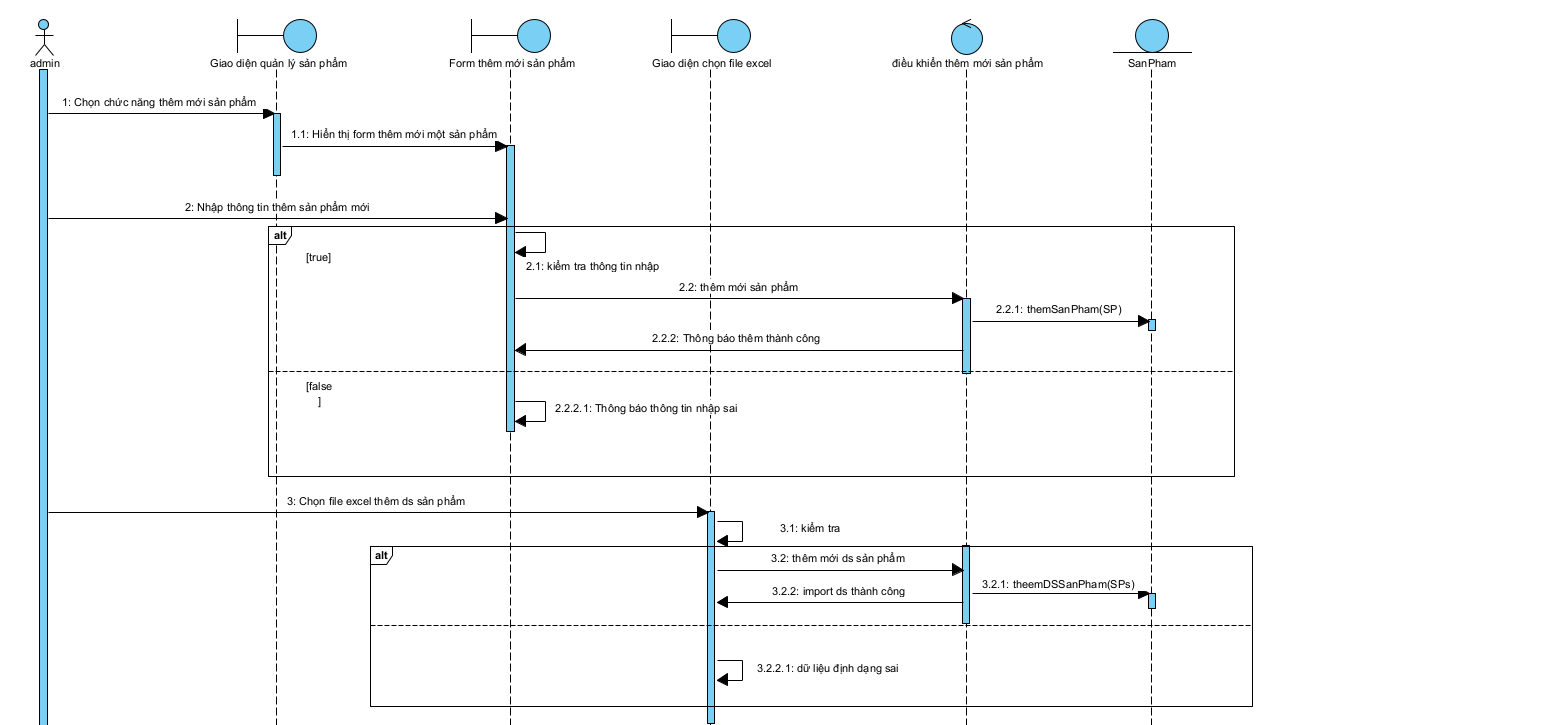 admin
Giao diện quản lý sản phẩm
Form thêm mới sản phẩm
Giao diện chọn file excel
điều khiển thêm mới sản phẩm
SanPham
1: Chọn chức năng thêm mới sản phẩm
1.1: Hiển thị form thêm mới một sản phẩm
2: Nhập thông tin thêm sản phẩm mới
alt
[true]
2.1: kiểm tra thông tin nhập
2.2: thêm mới sản phẩm
2.2.1: themSanPham(SP)
2.2.2: Thông báo thêm thành công
[false
]
2.2.2.1: Thông báo thông tin nhập sai
3: Chọn file excel thêm ds sản phẩm
3.1: kiểm tra
alt
3.2: thêm mới ds sản phẩm
3.2.1: theemDSSanPham(SPs)
3.2.2: import ds thành công
3.2.2.1: dữ liệu định dạng sai